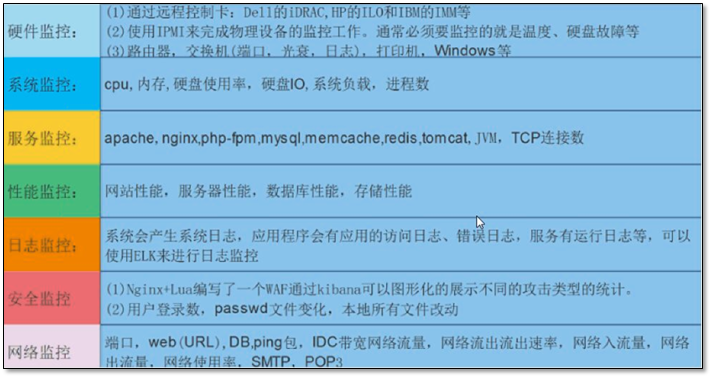 硬件监控:
(1)通过远程控制卡: Dell的iDRAC,HP的ILO和IBM的IMM等
(2)使用IPMI来完成物理设备的监控工作。通常必须要监控的就是温度、硬盘故障等
(3)路由器，交换机(端口，光衰，日志)，打印机，Windows等
系统监控:
cpu,内存,硬盘使用率，硬盘IO,系统负载，进程数
服务监控:
apache, nginx,php-fpm,mysql,memcache,redis,tomcat, JVM，TCP连接数
性能监控:
网站性能，服务器性能，数据库性能，存储性能
日志监控:
系统会产生系统日志，应用程序会有应用的访问日志、错误日志，服务有运行日志等，可以
使用ELK来进行日志监控
安全监控
(1)Nginx+Lua编写了一个WAF通过kibana可以图形化的展示不同的攻击类型的统计。
(2)用户登录数，passwd文件变化，本地所有文件改动
网络监控
端口，web(URL),DB,ping包，IDC带宽网络流量，网络流出流出速率，网络入流量，网络
出流量，网络使用率，SMTP，POP3